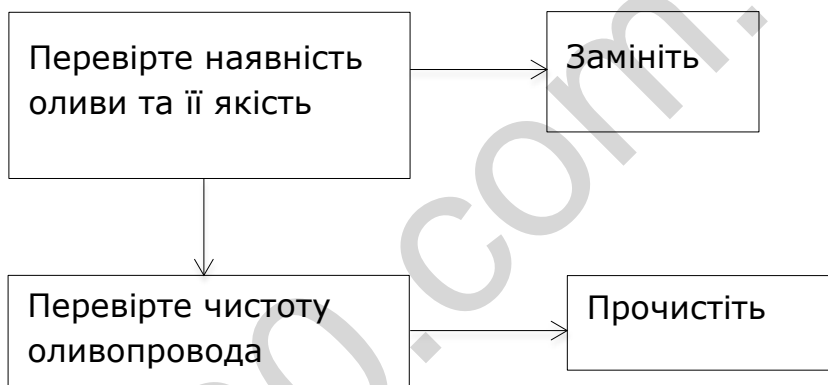 Перевірте наявність
оливи та її якість
Замініть
Перевірте чистоту
оливопровода
Прочистіть